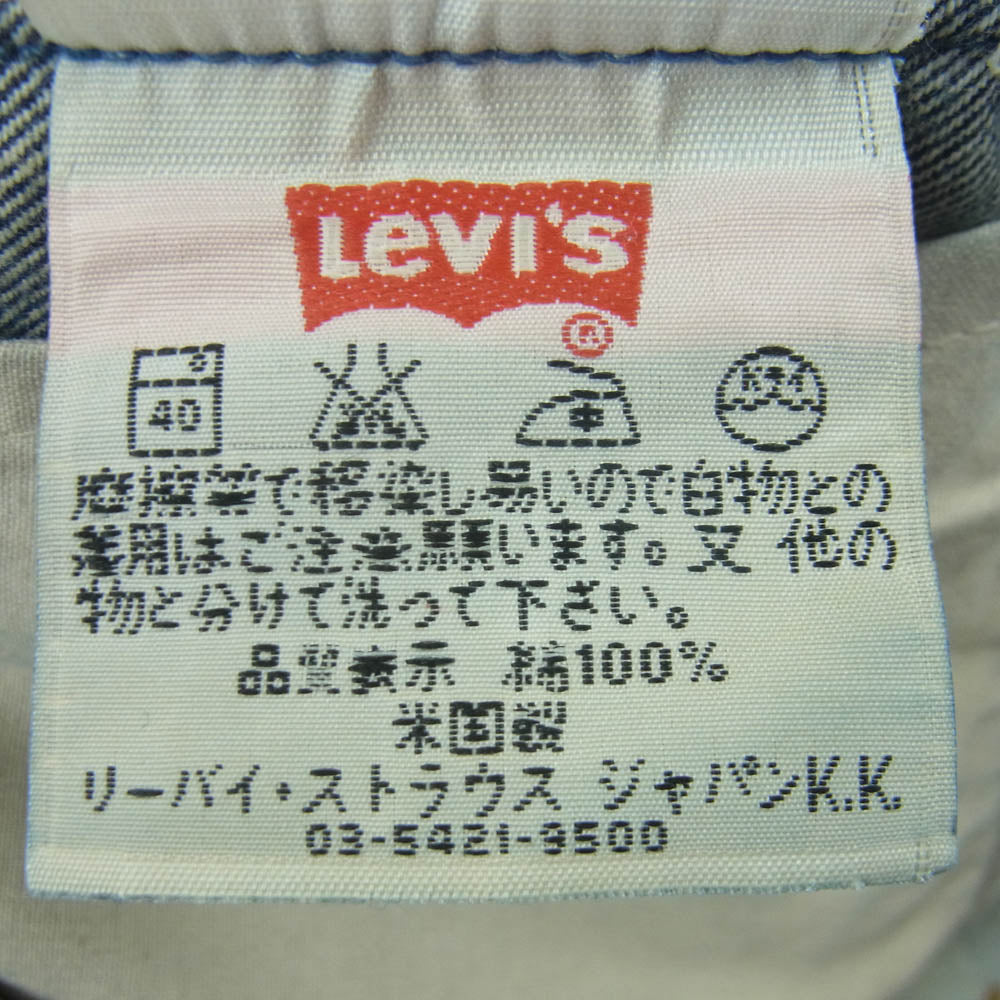 LEVI'S
®
40
中
摩擦等で移染し易いので白物との
着用はご注意願います。又 他の
物と分けて洗って下さい。
品質表示 綿100%
米国製
リーバイ・ストラウス ジャパンK.K.
03-5421-9500